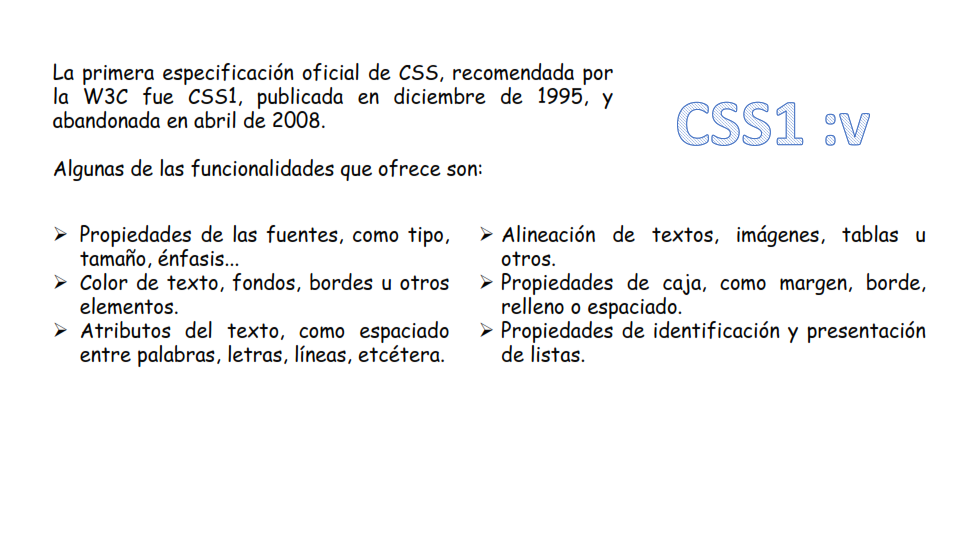 La primera especificación oficial de CSS, recomendada por
la W3C fue CSS1, publicada en diciembre de 1995, y
abandonada en abril de 2008.
CSS1 :v
Algunas de las funcionalidades que ofrece son:
➢ Propiedades de las fuentes, como tipo,
tamaño, énfasis...
➢ Color de texto, fondos, bordes u otros
elementos.
➢ Atributos del texto, como espaciado
entre palabras, letras, líneas, etcétera.
➢ Alineación de textos, imágenes, tablas u
otros.
➢ Propiedades de caja, como margen, borde,
relleno o espaciado.
➢ Propiedades de identificación y presentación
de listas.